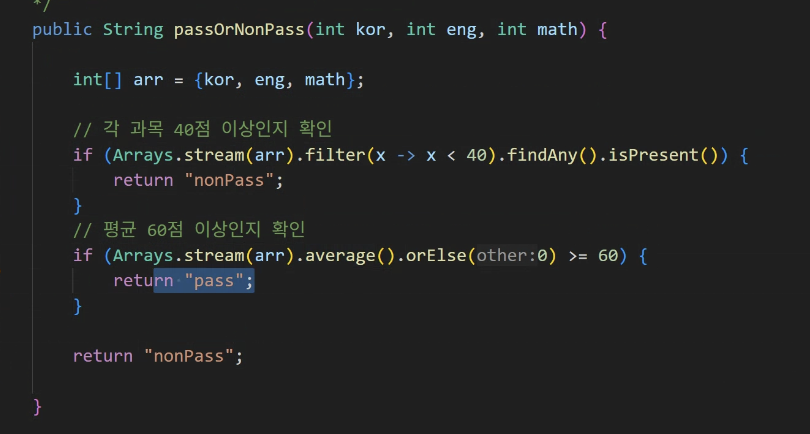 */
public String passOrNonPass(int kor, int eng, int math) {
int[] arr = {kor, eng, math};
// 각 과목 40점 이상인지 확인
if (Arrays.stream(arr).filter(x -> x < 40).findAny().isPresent()) {
return "nonPass";
}
// 평균 60점 이상인지 확인
if (Arrays.stream(arr).average().orElse(other:0) >= 60) {
return "pass";
}
return "nonPass";
}